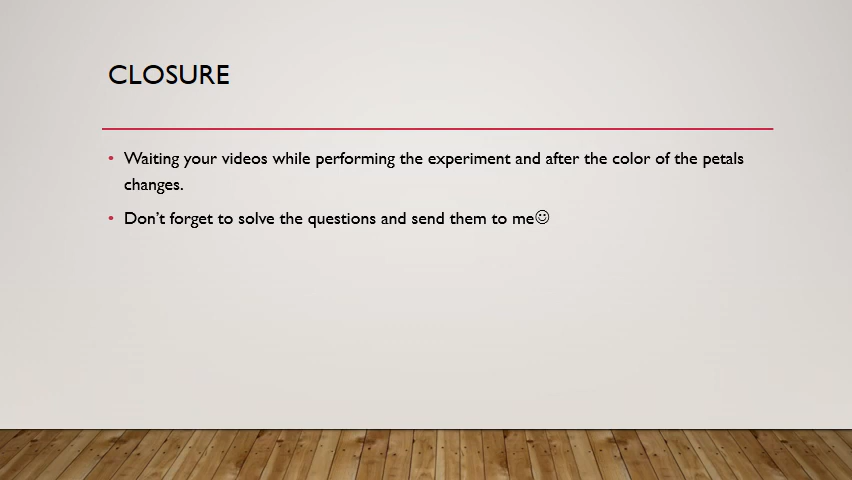 CLOSURE
• Waiting your videos while performing the experiment and after the color of the petals
changes.
• Don't forget to solve the questions and send them to me☺